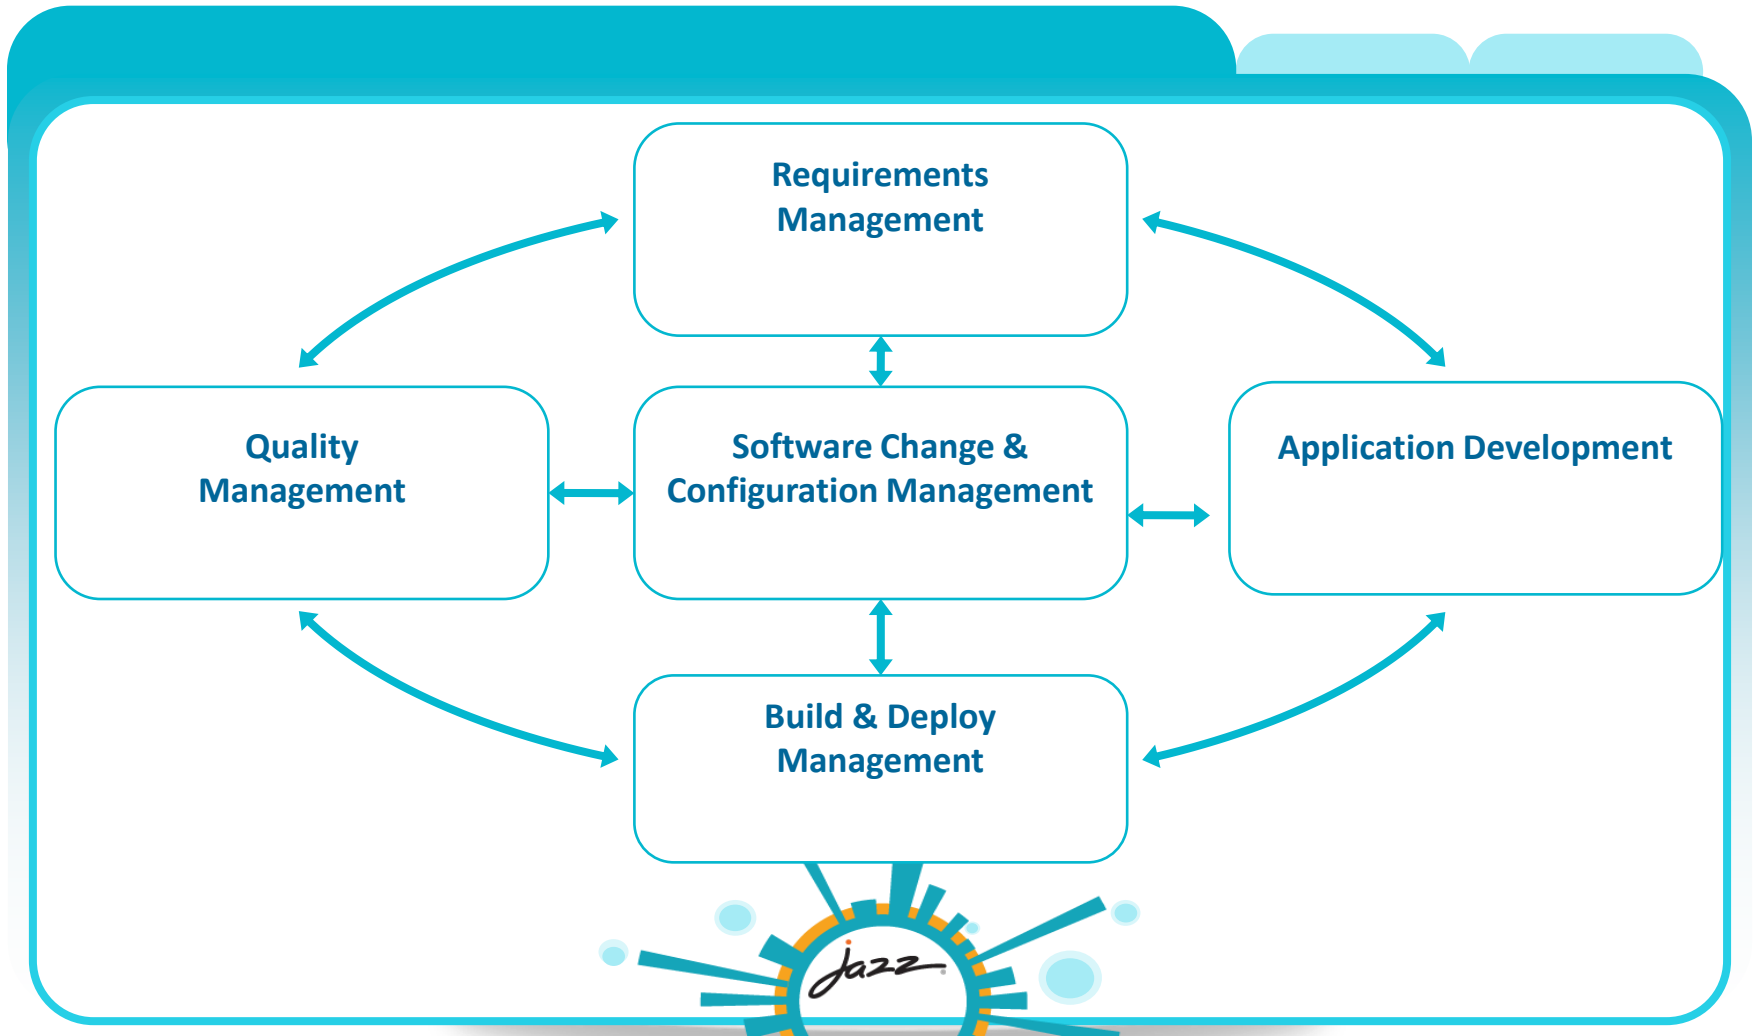 Requirements
Management
Quality
Management
Software Change &
Configuration Management
Application Development
Build & Deploy
Management
jazz